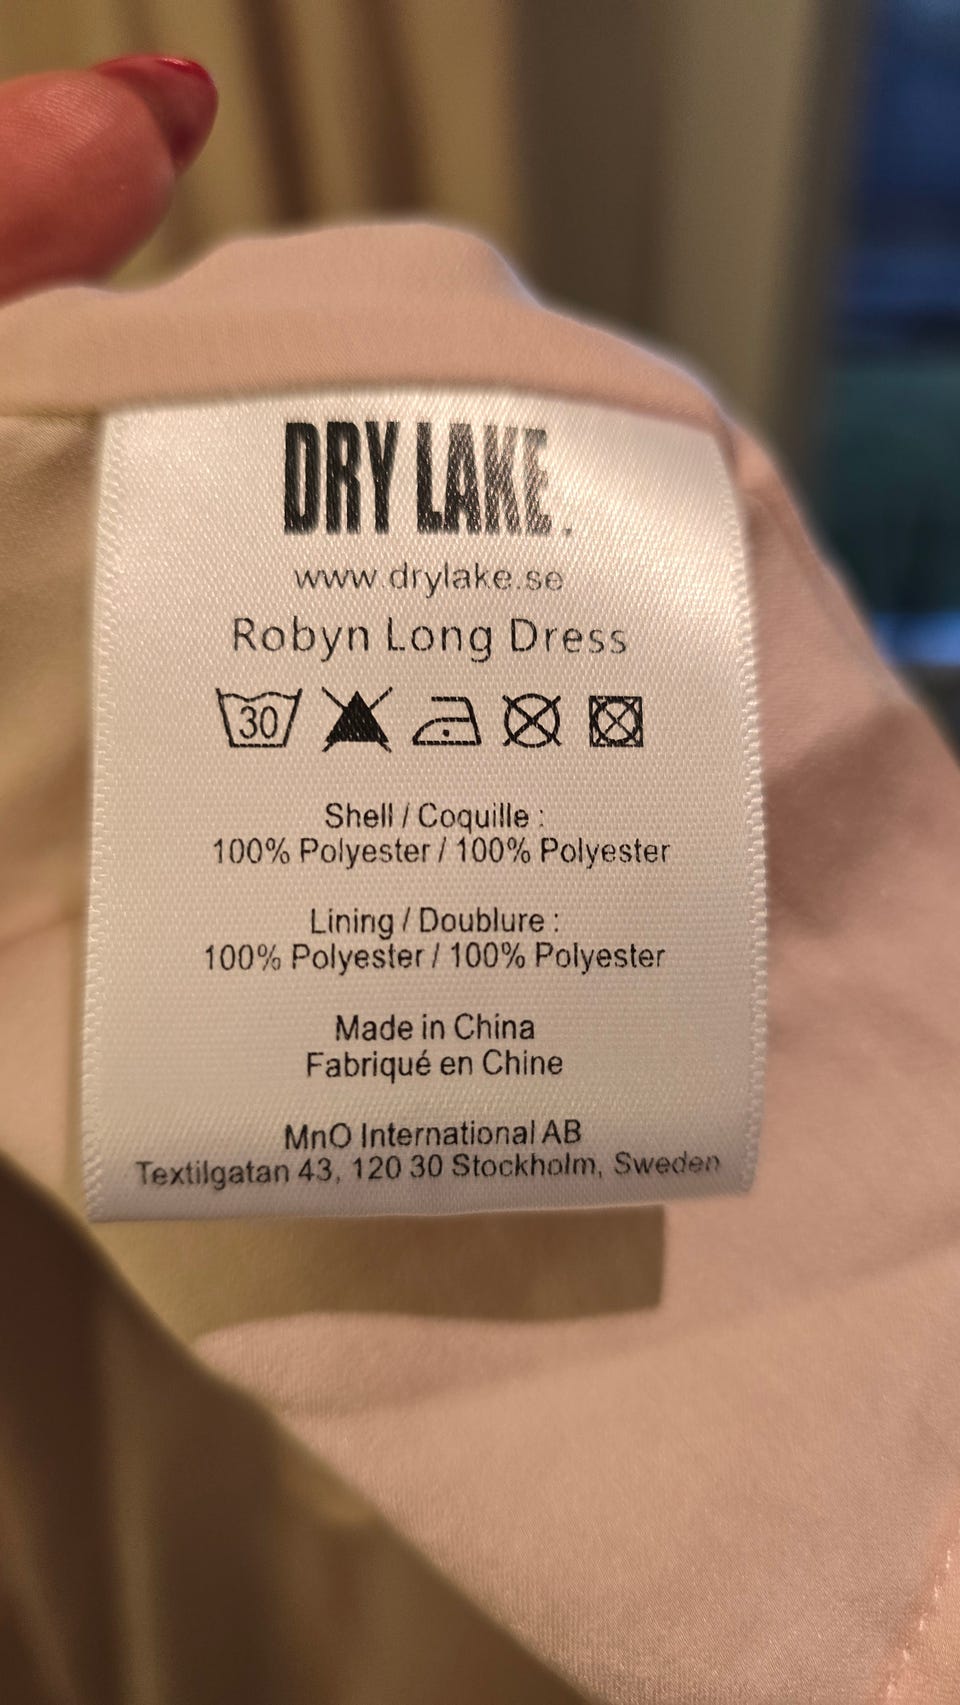 DRY LAKE.
www.drylake.se
Robyn Long Dress
30
Shell / Coquille :
100% Polyester / 100% Polyester
Lining / Doublure :
100% Polyester / 100% Polyester
Made in China
Fabriqué en Chine
MnO International AB
Textilgatan 43, 120 30 Stockholm, Sweden